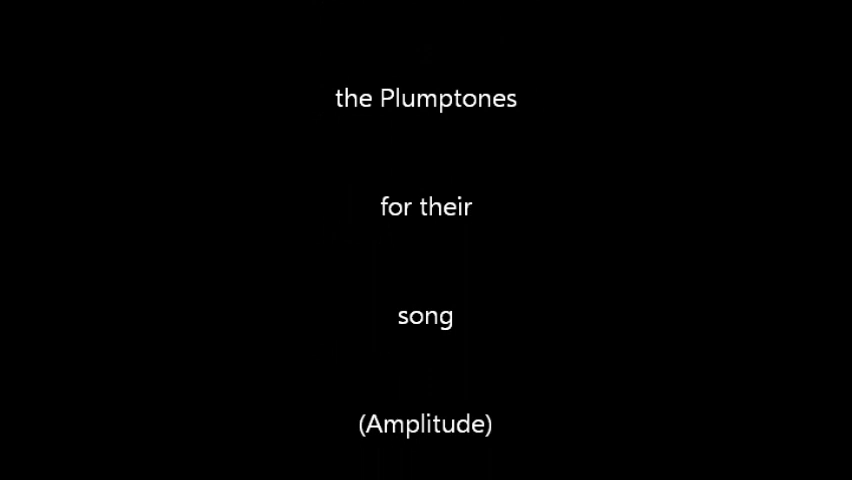 the Plumptones
for their
song
(Amplitude)